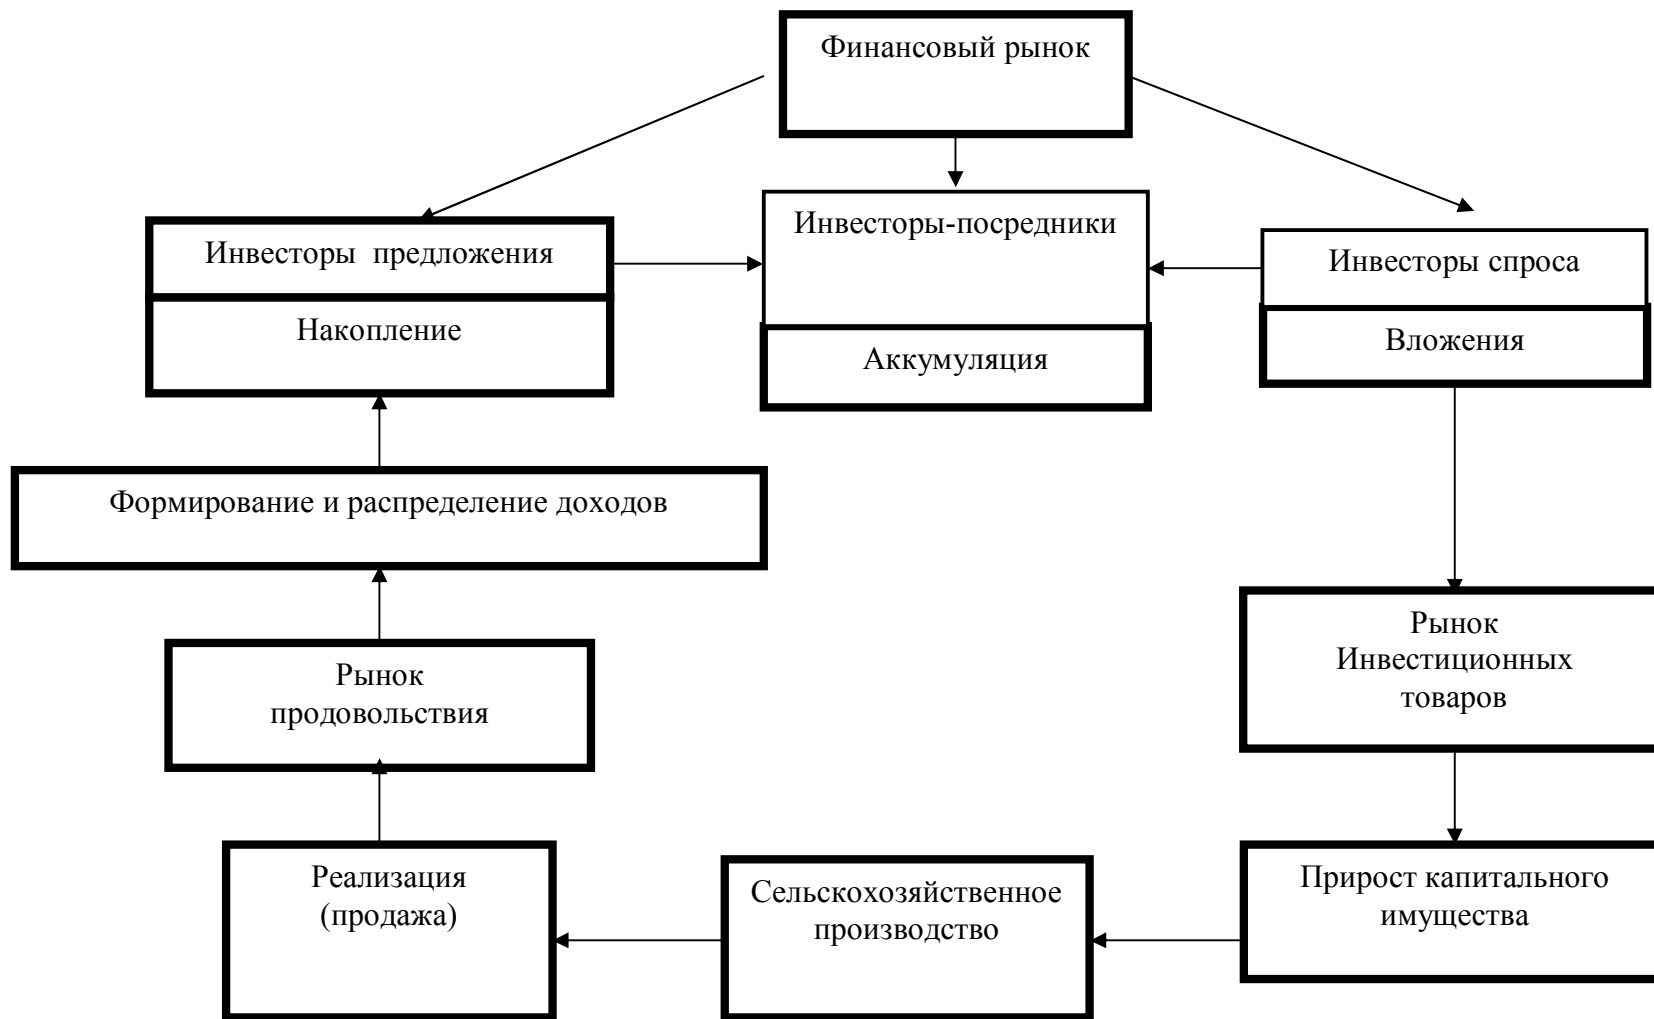 Финансовый рынок
Инвесторы предложения
Накопление
Инвесторы-посредники
Аккумуляция
Инвесторы спроса
Вложения
Формирование и распределение доходов
Рынок
продовольствия
Рынок
Инвестиционных
товаров
Реализация
(продажа)
Сельскохозяйственное
производство
Прирост капитального
имущества